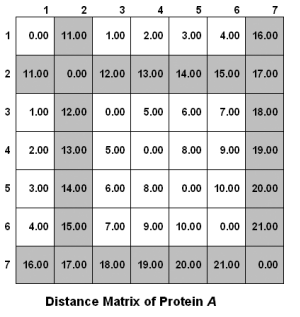 1 2 3 4 5 6 7
1 0.00 11.00 1.00 2.00 3.00 4.00 16.00
2 11.00 0.00 12.00 13.00 14.00 15.00 17.00
3 1.00 12.00 0.00 5.00 6.00 7.00 18.00
4 2.00 13.00 5.00 0.00 8.00 9.00 19.00
5 3.00 14.00 6.00 8.00 0.00 10.00 20.00
6 4.00 15.00 7.00 9.00 10.00 0.00 21.00
7 16.00 17.00 18.00 19.00 20.00 21.00 0.00
Distance Matrix of Protein A